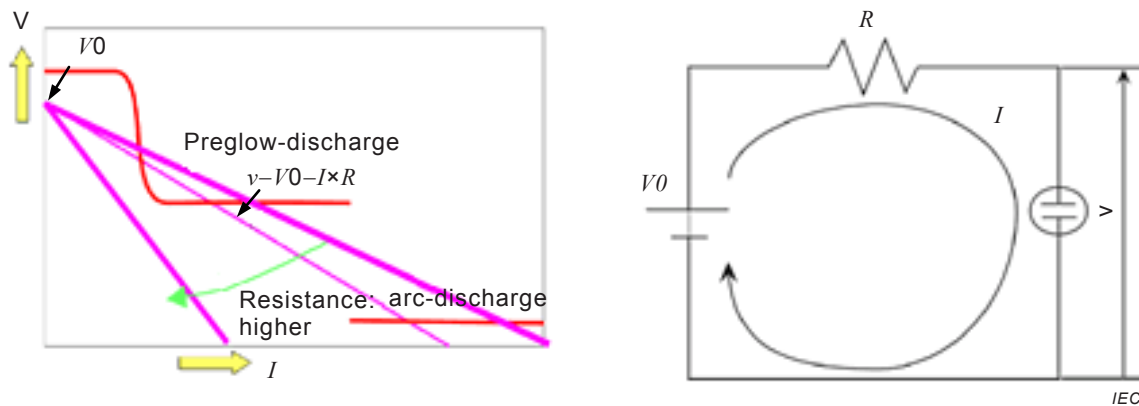 V
V0
Preglow-discharge
v–V0–I×R
Resistance: arc-discharge
higher
I
R
I
V0
V
IEC